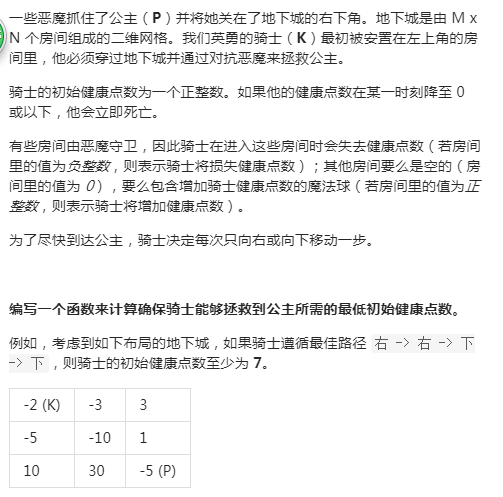 一些恶魔抓住了公主（P）并将她关在了地下城的右下角。地下城是由 M x
N 个房间组成的二维网格。我们英勇的骑士（K）最初被安置在左上角的房
间里，他必须穿过地下城并通过对抗恶魔来拯救公主。
骑士的初始健康点数为一个正整数。如果他的健康点数在某一时刻降至 0
或以下，他会立即死亡。
有些房间由恶魔守卫，因此骑士在进入这些房间时会失去健康点数（若房间
里的值为负整数，则表示骑士将损失健康点数）；其他房间要么是空的（房
间里的值为 0），要么包含增加骑士健康点数的魔法球（若房间里的值为正
整数，则表示骑士将增加健康点数）。
为了尽快到达公主，骑士决定每次只向右或向下移动一步。
编写一个函数来计算确保骑士能够拯救到公主所需的最低初始健康点数。
例如，考虑到如下布局的地下城，如果骑士遵循最佳路径 右 -> 右 -> 下
-> 下，则骑士的初始健康点数至少为 7。
-2 (K) -3 3
-5 -10 1
10 30 -5 (P)